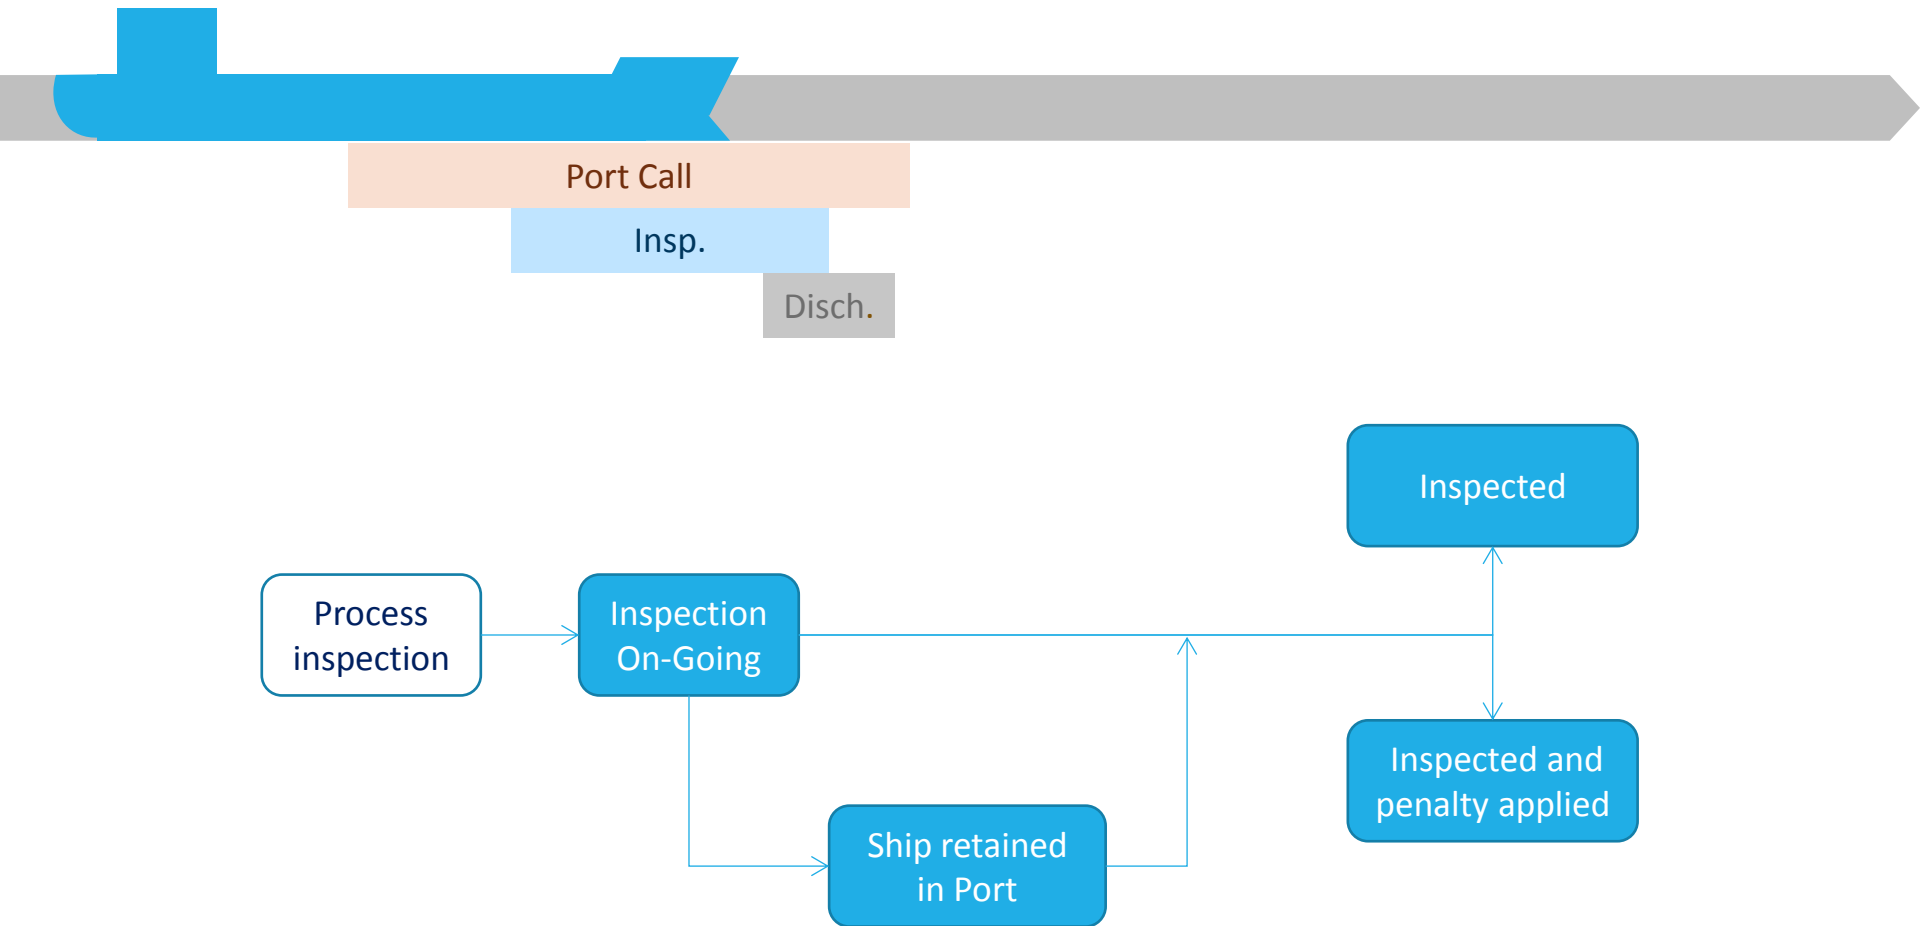 Port Call
Insp.
Disch.
Inspected
Process
inspection
Inspection
On-Going
Inspected and
penalty applied
Ship retained
in Port